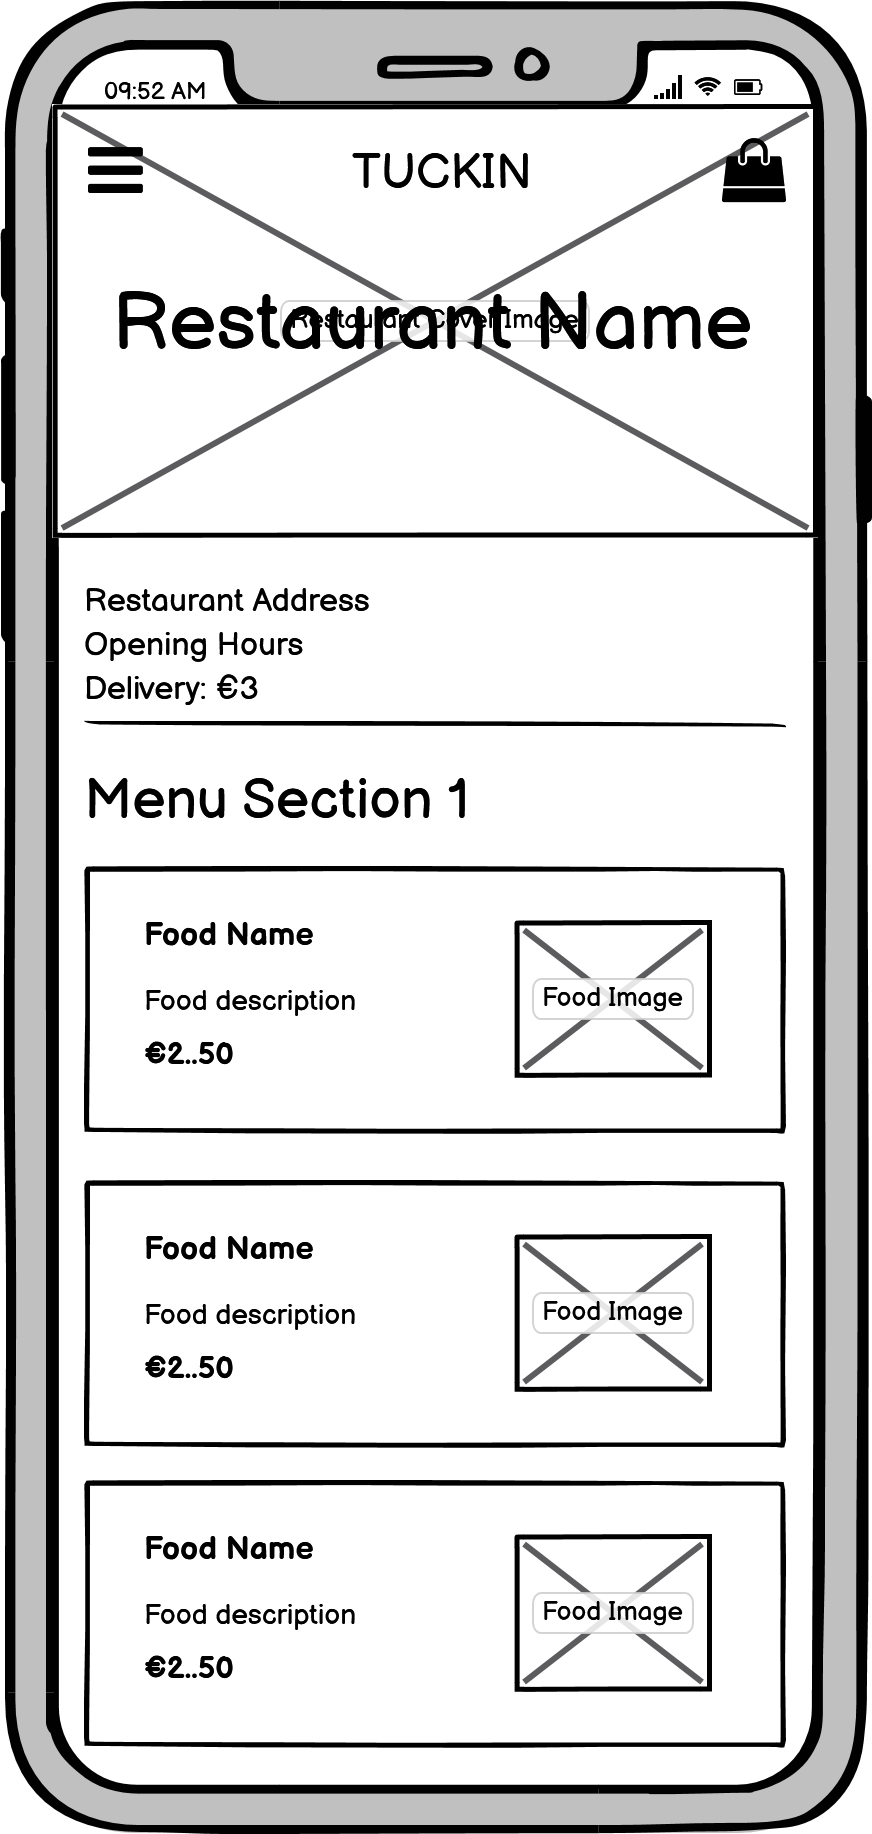 09:52 AM
TUCKIN
Restaurant Cover Image
Restaurant Name
Restaurant Address
Opening Hours
Delivery: €3
Menu Section 1
Food Name
Food description
€2..50
Food Image
Food Name
Food description
€2..50
Food Image
Food Name
Food description
€2..50
Food Image